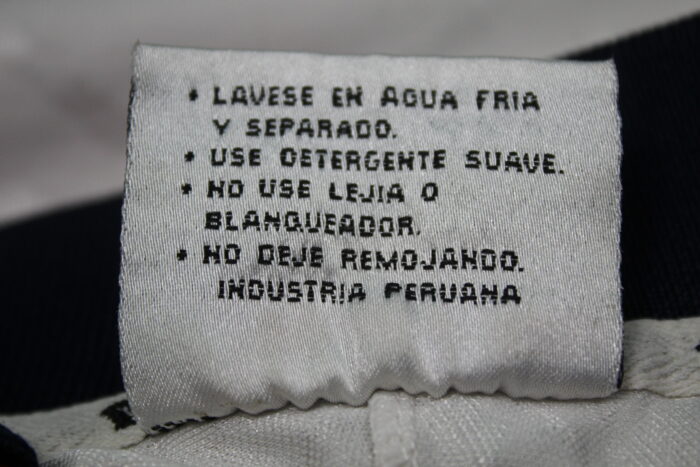 • LAVESE EN AGUA FRIA
Y SEPARADO.
• USE DETERGENTE SUAVE.
• NO USE LEJIA O
BLANQUEADOR.
• NO DEJE REMOJANDO.
INDUSTRIA PERUANA